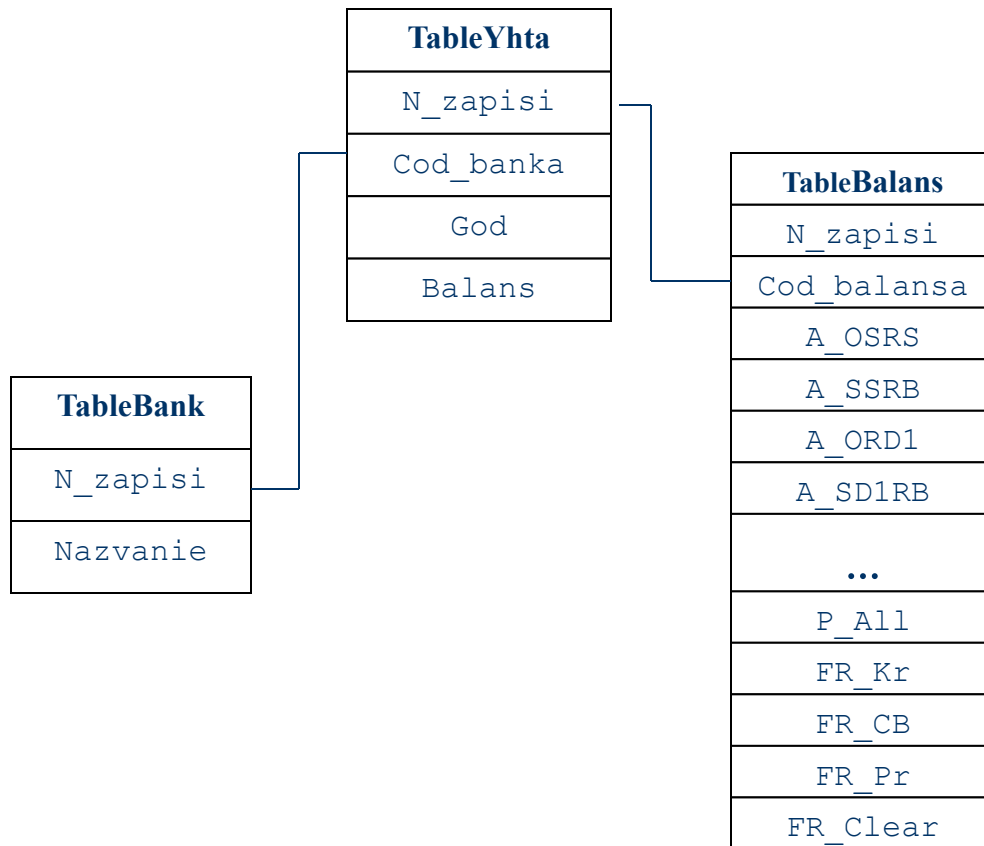 TableYhta
N_zapisi
Cod_banka
God
Balans
TableBank
N_zapisi
Nazvanie
TableBalans
N_zapisi
Cod_balansa
A_OSRS
A_SSRB
A_ORD1
A_SD1RB
...
P_All
FR_Kr
FR_CB
FR_Pr
FR_Clear